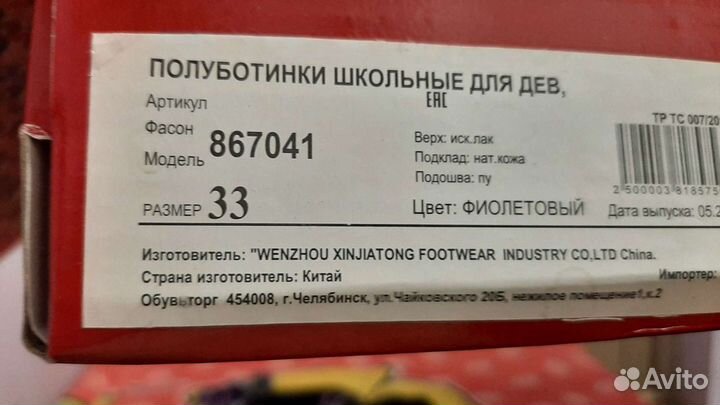 ПОЛУБОТИНКИ ШКОЛЬНЫЕ ДЛЯ ДЕВ,
EAC
Артикул
Фасон
Модель 867041
РАЗМЕР 33
ТР ТС 007/20
Верх: иск.лак
Подклад: нат.кожа
Подошва: пу
Цвет: ФИОЛЕТОВЫЙ
2 500003 818575
Дата выпуска: 05.2
Изготовитель: "WENZHOU XINJIATONG FOOTWEAR INDUSTRY CO,LTD China.
Страна изготовитель: Китай
Импортер:
Обувьторг 454008, г.Челябинск, ул.Чайковского 20Б, нежилое помещение1,к.2
Avito